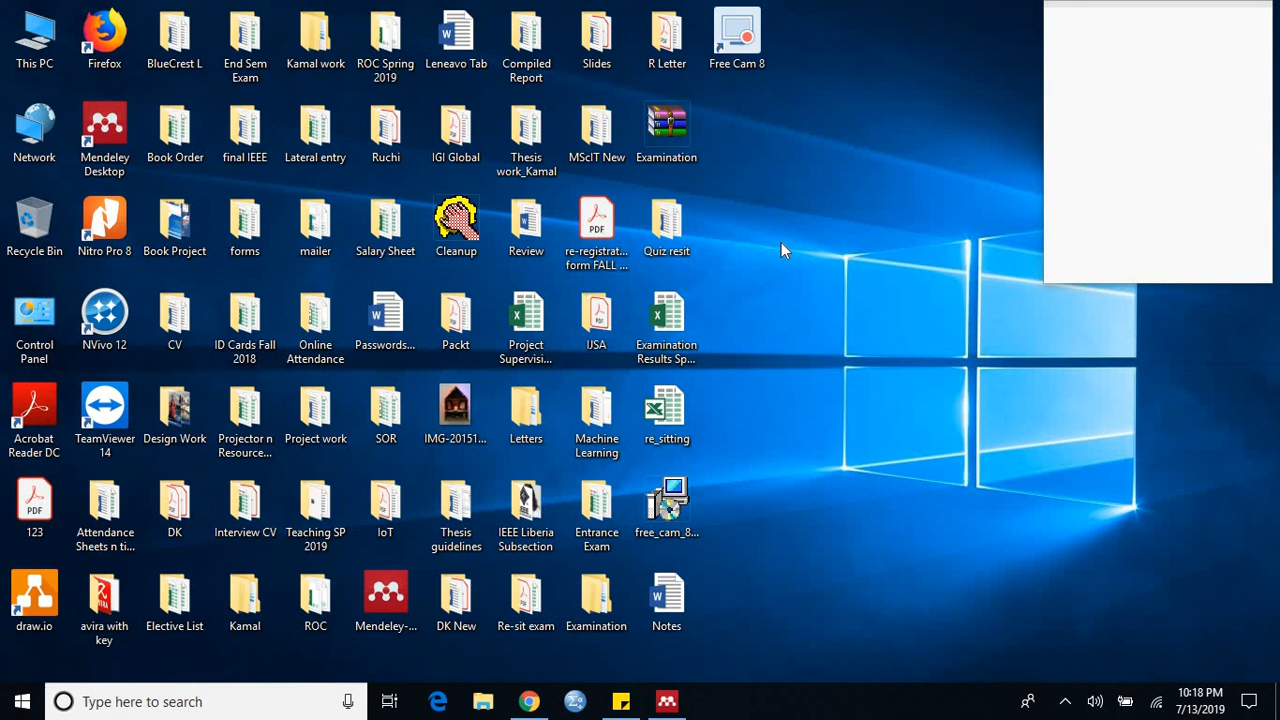 This PC
Firefox
BlueCrest L
End Sem
Exam
Kamal work
ROC Spring
2019
Leneavo Tab
Compiled
Report
Slides
R Letter
Free Cam 8
Network
Mendeley
Desktop
Book Order
final IEEE
Lateral entry
Ruchi
IGI Global
Thesis
work_Kamal
MScIT New
Examination
Recycle Bin
Nitro Pro 8
Book Project
forms
mailer
Salary Sheet
Cleanup
Review
re-registrat...
form FALL ...
Quiz resit
Control
Panel
NVivo 12
CV
ID Cards Fall
2018
Online
Attendance
Passwords...
Packt
Project
Supervisi...
IJSA
Examination
Results Sp...
Acrobat
Reader DC
TeamViewer
14
Design Work
Projector n
Resource...
Project work
SOR
IMG-20151...
Letters
Machine
Learning
re_sitting
123
Attendance
Sheets n ti...
DK
Interview CV
Teaching SP
2019
IoT
Thesis
guidelines
IEEE Liberia
Subsection
Entrance
Exam
free_cam_8...
draw.io
avira with
key
Elective List
Kamal
ROC
Mendeley-...
DK New
Re-sit exam
Examination
Notes
Type here to search
10:18 PM
7/13/2019